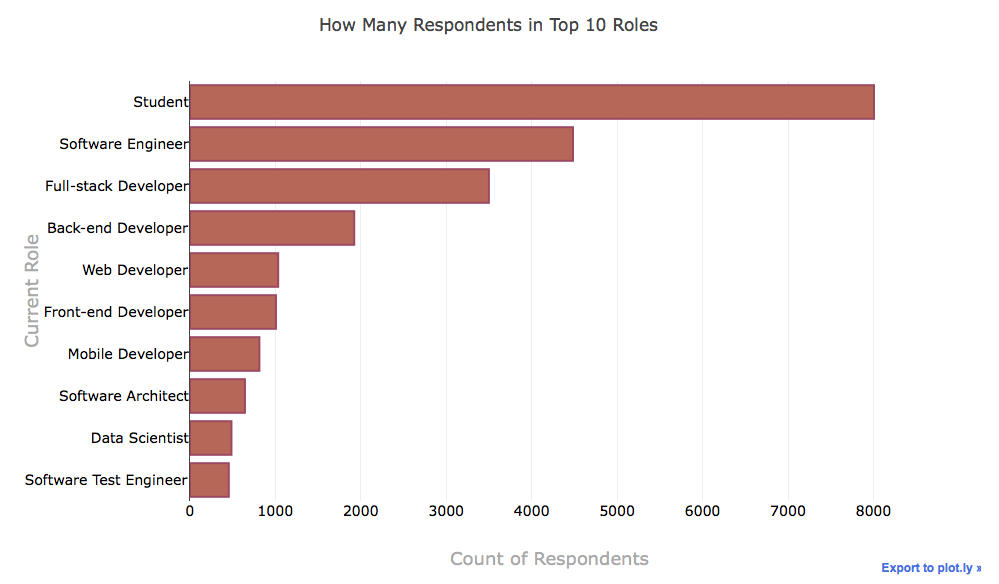 How Many Respondents in Top 10 Roles
Student
Software Engineer
Full-stack Developer
Back-end Developer
Web Developer
Front-end Developer
Mobile Developer
Software Architect
Data Scientist
Software Test Engineer
Current Role
0 1000 2000 3000 4000 5000 6000 7000 8000
Count of Respondents
Export to plot.ly »